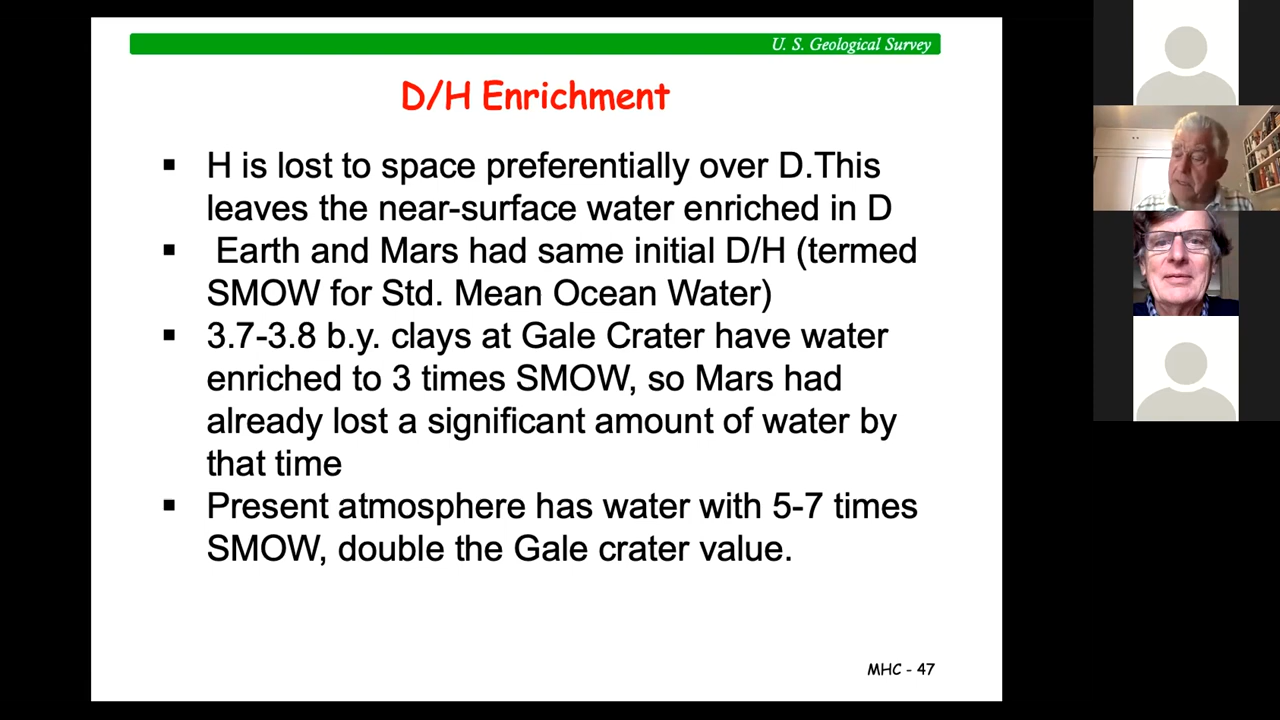 U. S. Geological Survey
D/H Enrichment
▪ H is lost to space preferentially over D.This
leaves the near-surface water enriched in D
▪ Earth and Mars had same initial D/H (termed
SMOW for Std. Mean Ocean Water)
▪ 3.7-3.8 b.y. clays at Gale Crater have water
enriched to 3 times SMOW, so Mars had
already lost a significant amount of water by
that time
▪ Present atmosphere has water with 5-7 times
SMOW, double the Gale crater value.
MHC - 47